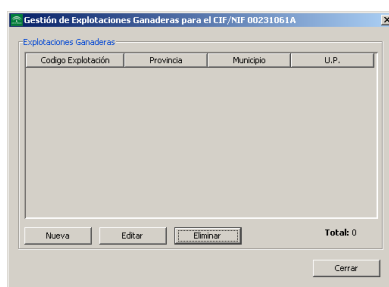 Gestión de Explotaciones Ganaderas para el CIF/NIF 00231061A
Explotaciones Ganaderas
Codigo Explotación Provincia Municipio U.P.
Nueva Editar Eliminar Total: 0
Cerrar